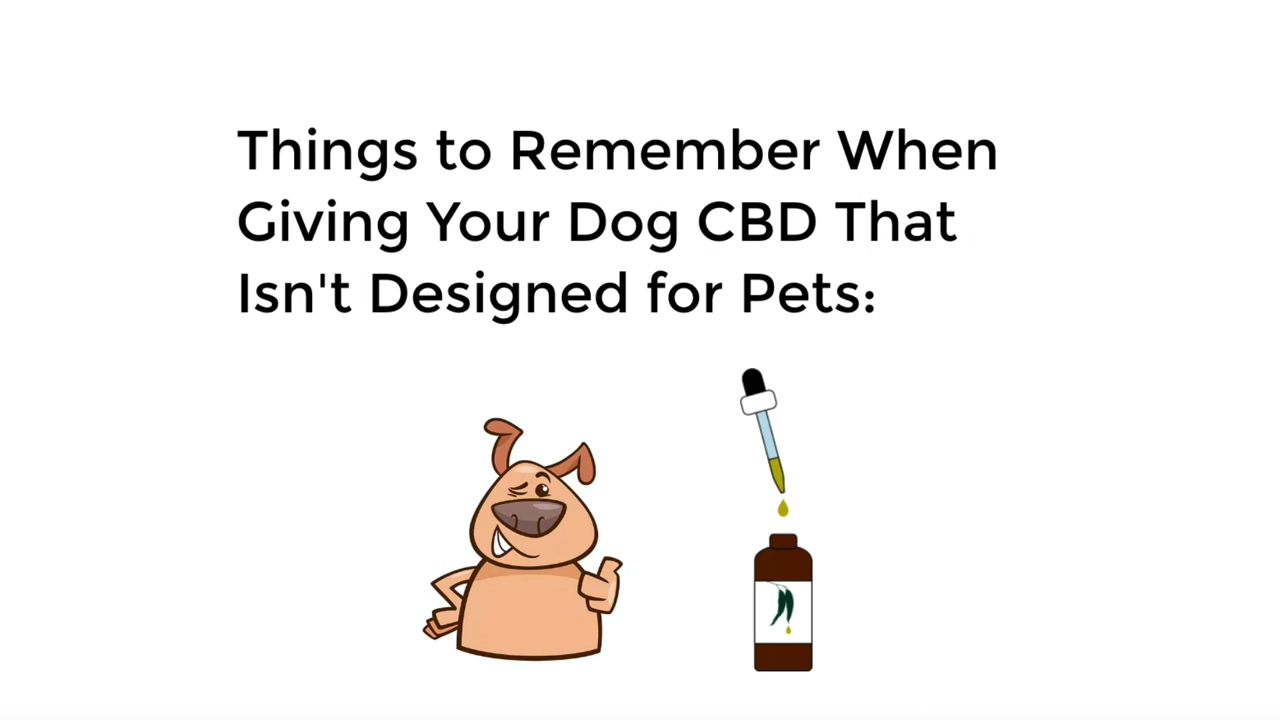 Things to Remember When
Giving Your Dog CBD That
Isn't Designed for Pets: